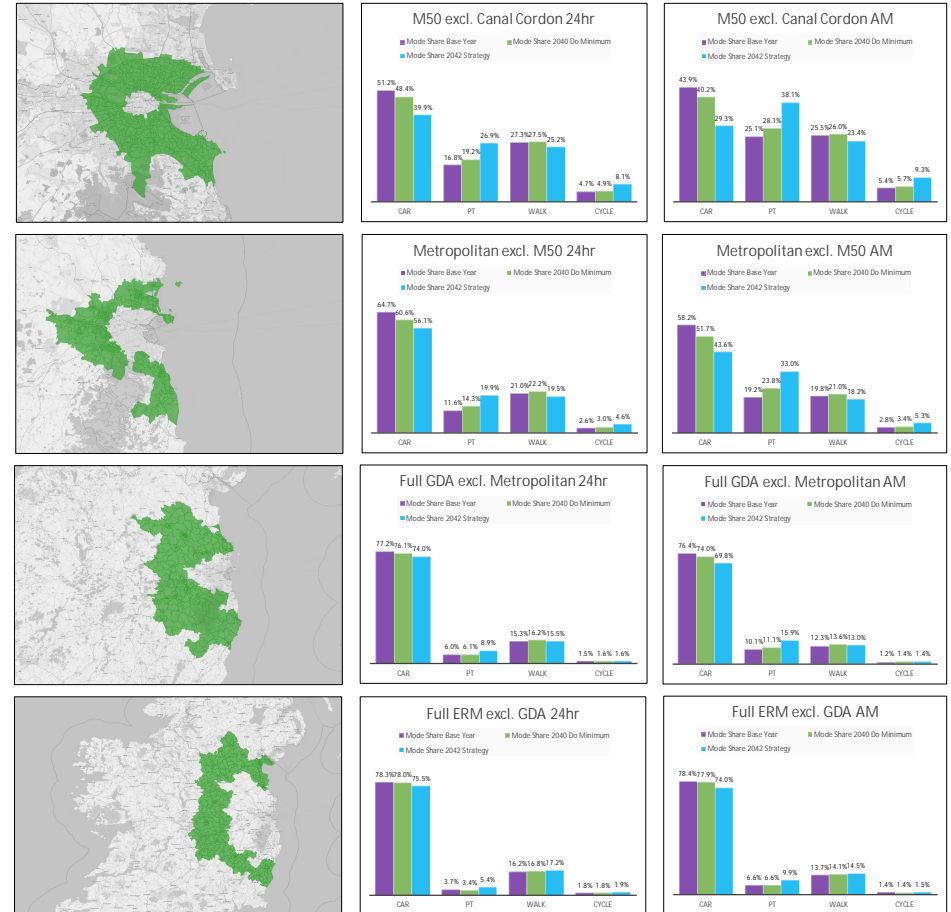 M50 excl. Canal Cordon 24hr
Mode Share Base Year Mode Share 2040 Do Minimum
Mode Share 2042 Strategy
51.2% 48.4% 39.9%
16.8% 19.2% 26.9%
27.3% 27.5% 25.2%
4.7% 4.9% 8.1%
CAR PT WALK CYCLE
M50 excl. Canal Cordon AM
Mode Share Base Year Mode Share 2040 Do Minimum
Mode Share 2042 Strategy
43.9% 40.2% 29.3%
25.1% 28.1% 38.1%
25.5% 26.0% 23.4%
5.4% 5.7% 9.3%
CAR PT WALK CYCLE
Metropolitan excl. M50 24hr
Mode Share Base Year Mode Share 2040 Do Minimum
Mode Share 2042 Strategy
64.7% 60.6% 56.1%
11.6% 14.3% 19.9%
21.0% 22.2% 19.5%
2.6% 3.0% 4.6%
CAR PT WALK CYCLE
Metropolitan excl. M50 AM
Mode Share Base Year Mode Share 2040 Do Minimum
Mode Share 2042 Strategy
58.2% 51.7% 43.6%
19.2% 23.8% 33.0%
19.8% 21.0% 18.2%
2.8% 3.4% 5.3%
CAR PT WALK CYCLE
Full GDA excl. Metropolitan 24hr
Mode Share Base Year Mode Share 2040 Do Minimum
Mode Share 2042 Strategy
77.2% 76.1% 74.0%
6.0% 6.1% 8.9%
15.3% 16.2% 15.5%
1.5% 1.6% 1.6%
CAR PT WALK CYCLE
Full GDA excl. Metropolitan AM
Mode Share Base Year Mode Share 2040 Do Minimum
Mode Share 2042 Strategy
76.4% 74.0% 69.8%
10.1% 11.1% 15.9%
12.3% 13.6% 13.0%
1.2% 1.4% 1.4%
CAR PT WALK CYCLE
Full ERM excl. GDA 24hr
Mode Share Base Year Mode Share 2040 Do Minimum
Mode Share 2042 Strategy
78.3% 78.0% 75.5%
3.7% 3.4% 5.4%
16.2% 16.8% 17.2%
1.8% 1.8% 1.9%
CAR PT WALK CYCLE
Full ERM excl. GDA AM
Mode Share Base Year Mode Share 2040 Do Minimum
Mode Share 2042 Strategy
78.4% 77.9% 74.0%
6.6% 6.6% 9.9%
13.7% 14.1% 14.5%
1.4% 1.4% 1.5%
CAR PT WALK CYCLE